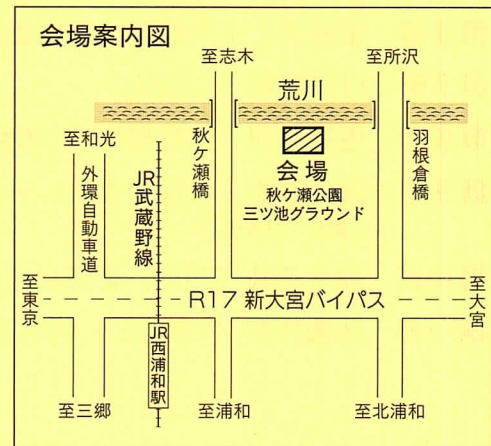 会場案内図
至志木
至所沢
荒川
至和光
秋ケ瀬橋
羽根倉橋
会場
秋ケ瀬公園
三ツ池グラウンド
外環自動車道
JR武蔵野線
至東京
R17 新大宮バイパス
至大宮
JR西浦和駅
至三郷
至浦和
至北浦和